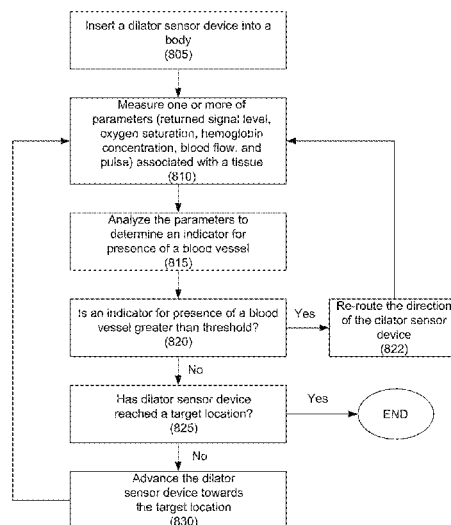 Insert a dilator sensor device into a
body
(805)
Measure one or more of
parameters (returned signal level,
oxygen saturation, hemoglobin
concentration, blood flow, and
pulse) associated with a tissue
(810)
Analyze the parameters to
determine an indicator for
presence of a blood vessel
(815)
Is an indicator for presence of a blood
vessel greater than threshold?
(820)
Yes
Re-route the direction
of the dilator sensor
device
(822)
No
Has dilator sensor device
reached a target location?
(825)
Yes
END
No
Advance the dilator
sensor device towards
the target location
(830)